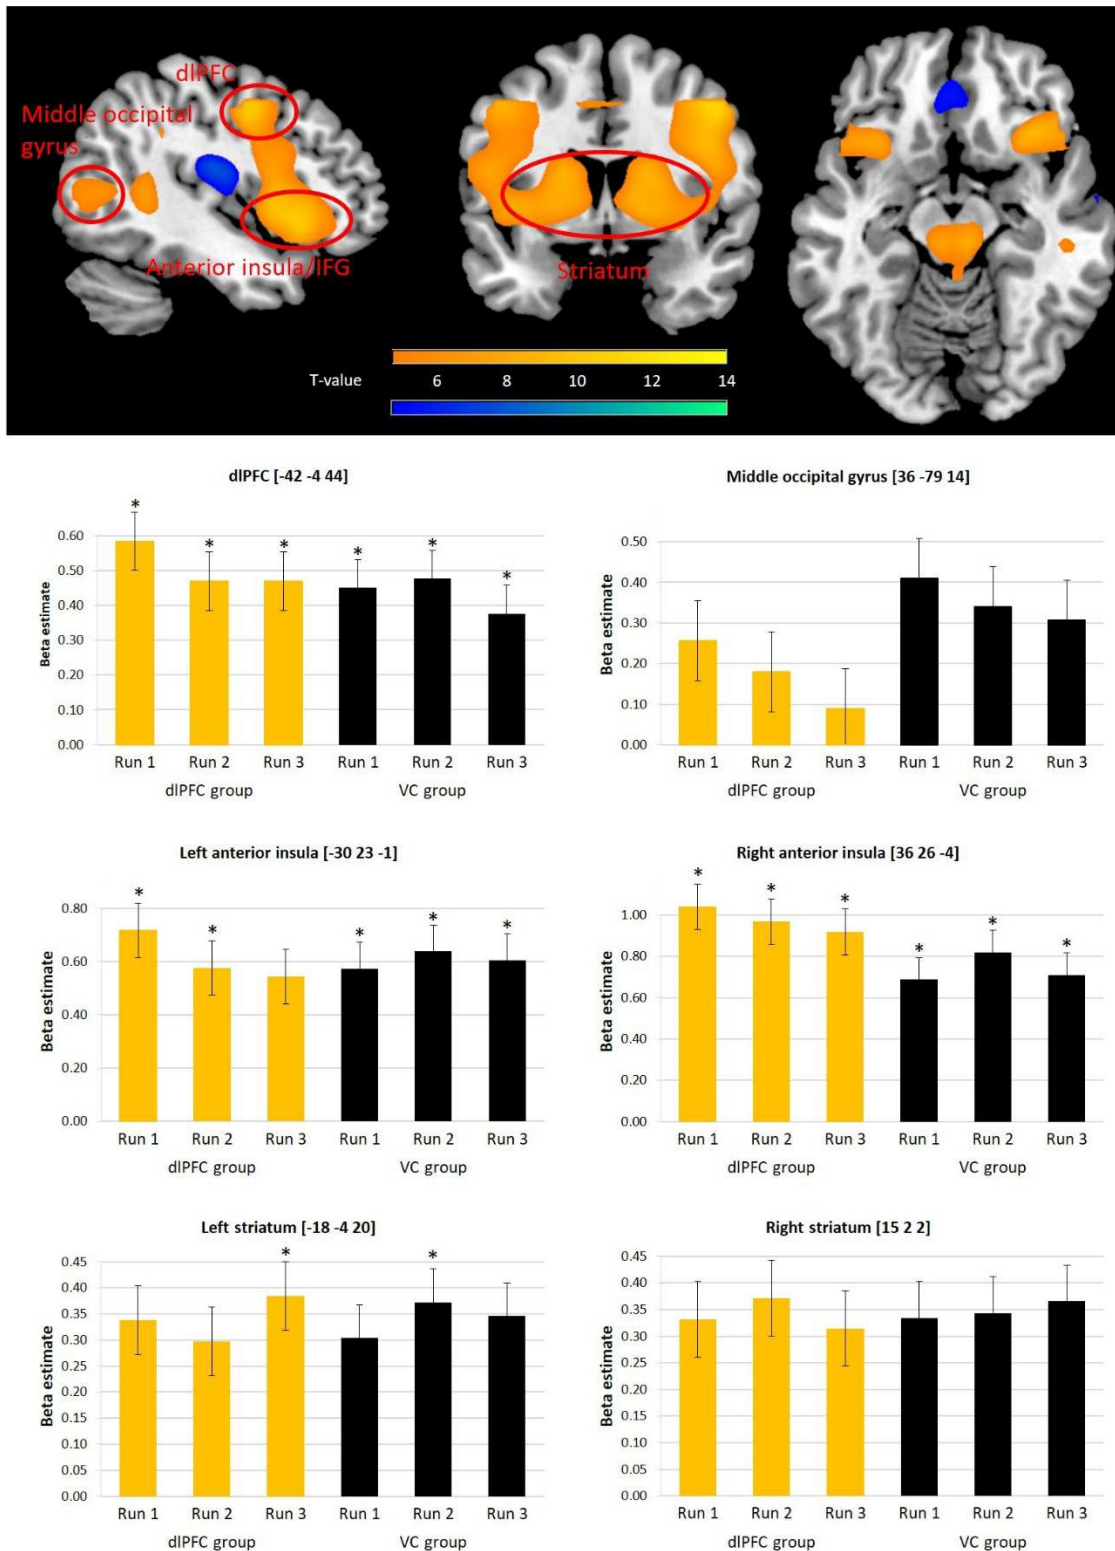 dlPFC
Middle occipital
gyrus
Anterior insula/IFG
Striatum
T-value 6 8 10 12 14
dlPFC [-42 -4 44]
* * * * * *
0.60
0.50
0.40
0.30
0.20
0.10
0.00
Beta estimate
Run 1 Run 2 Run 3 Run 1 Run 2 Run 3
dlPFC group VC group
Middle occipital gyrus [36 -79 14]
0.50
0.40
0.30
0.20
0.10
0.00
Beta estimate
Run 1 Run 2 Run 3 Run 1 Run 2 Run 3
dlPFC group VC group
Left anterior insula [-30 23 -1]
* * * * *
0.80
0.60
0.40
0.20
0.00
Beta estimate
Run 1 Run 2 Run 3 Run 1 Run 2 Run 3
dlPFC group VC group
Right anterior insula [36 26 -4]
* * * * * *
1.00
0.80
0.60
0.40
0.20
0.00
Beta estimate
Run 1 Run 2 Run 3 Run 1 Run 2 Run 3
dlPFC group VC group
Left striatum [-18 -4 20]
* *
0.45
0.40
0.35
0.30
0.25
0.20
0.15
0.10
0.05
0.00
Beta estimate
Run 1 Run 2 Run 3 Run 1 Run 2 Run 3
dlPFC group VC group
Right striatum [15 2 2]
0.45
0.40
0.35
0.30
0.25
0.20
0.15
0.10
0.05
0.00
Beta estimate
Run 1 Run 2 Run 3 Run 1 Run 2 Run 3
dlPFC group VC group